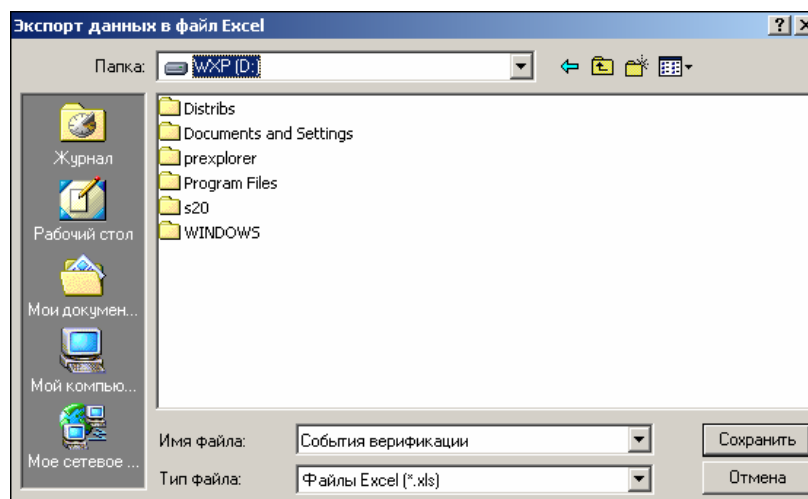 Экспорт данных в файл Excel
Папка: WXP (D:)
Журнал
Рабочий стол
Мои докумен...
Мой компью...
Мое сетевое ...
Distribs
Documents and Settings
prexplorer
Program Files
s20
WINDOWS
Имя файла: События верификации Сохранить
Тип файла: Файлы Excel (*.xls) Отмена